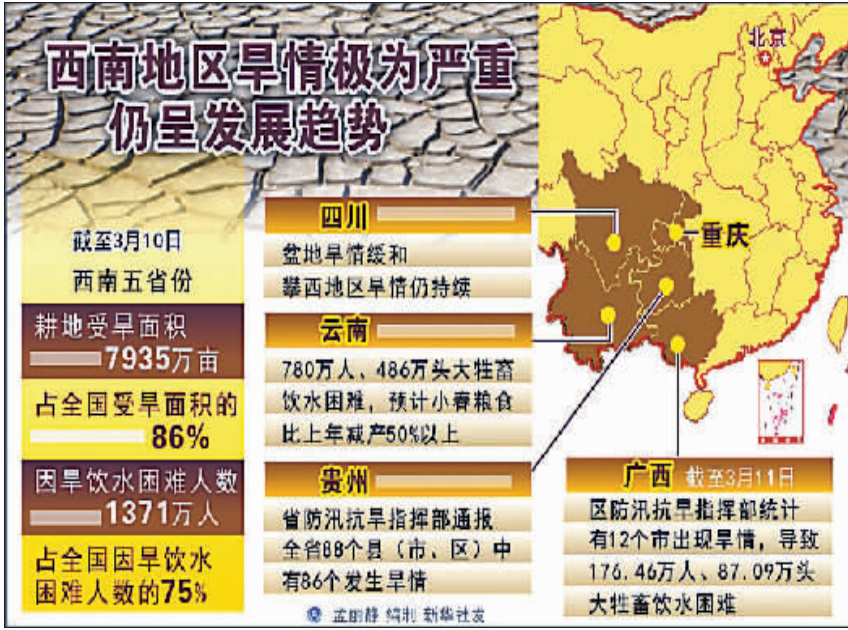 西南地区旱情极为严重
仍呈发展趋势
北京
截至3月10日
西南五省份
耕地受旱面积
7935万亩
占全国受旱面积的
86%
因旱饮水困难人数
1371万人
占全国因旱饮水
困难人数的75%
四川
盆地旱情缓和
攀西地区旱情仍持续
云南
780万人、486万头大牲畜
饮水困难,预计小春粮食
比上年减产50%以上
贵州
省防汛抗旱指挥部通报
全省88个县(市、区)中
有86个发生旱情
重庆
广西 截至3月11日
区防汛抗旱指挥部统计
有12个市出现旱情,导致
176.46万人、87.09万头
大牲畜饮水困难
孟丽静 编制 新华社发